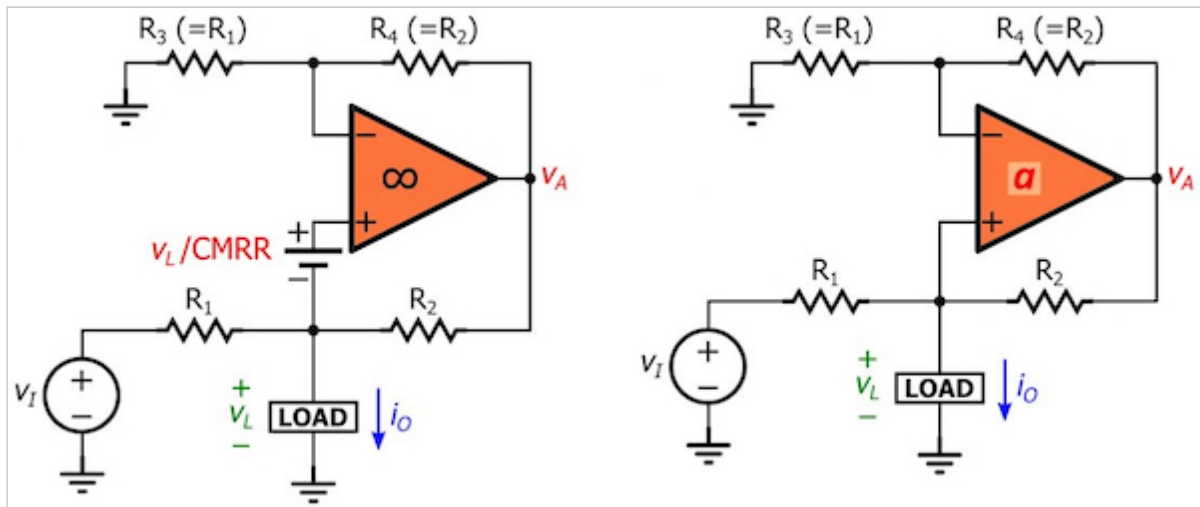 R3 (=R1)
R4 (=R2)
−
∞
vA
+
+
vL/CMRR
−
R1
R2
vI
+
−
+
vL
−
LOAD
iO
R3 (=R1)
R4 (=R2)
−
a
vA
+
R1
R2
vI
+
−
+
vL
−
LOAD
iO